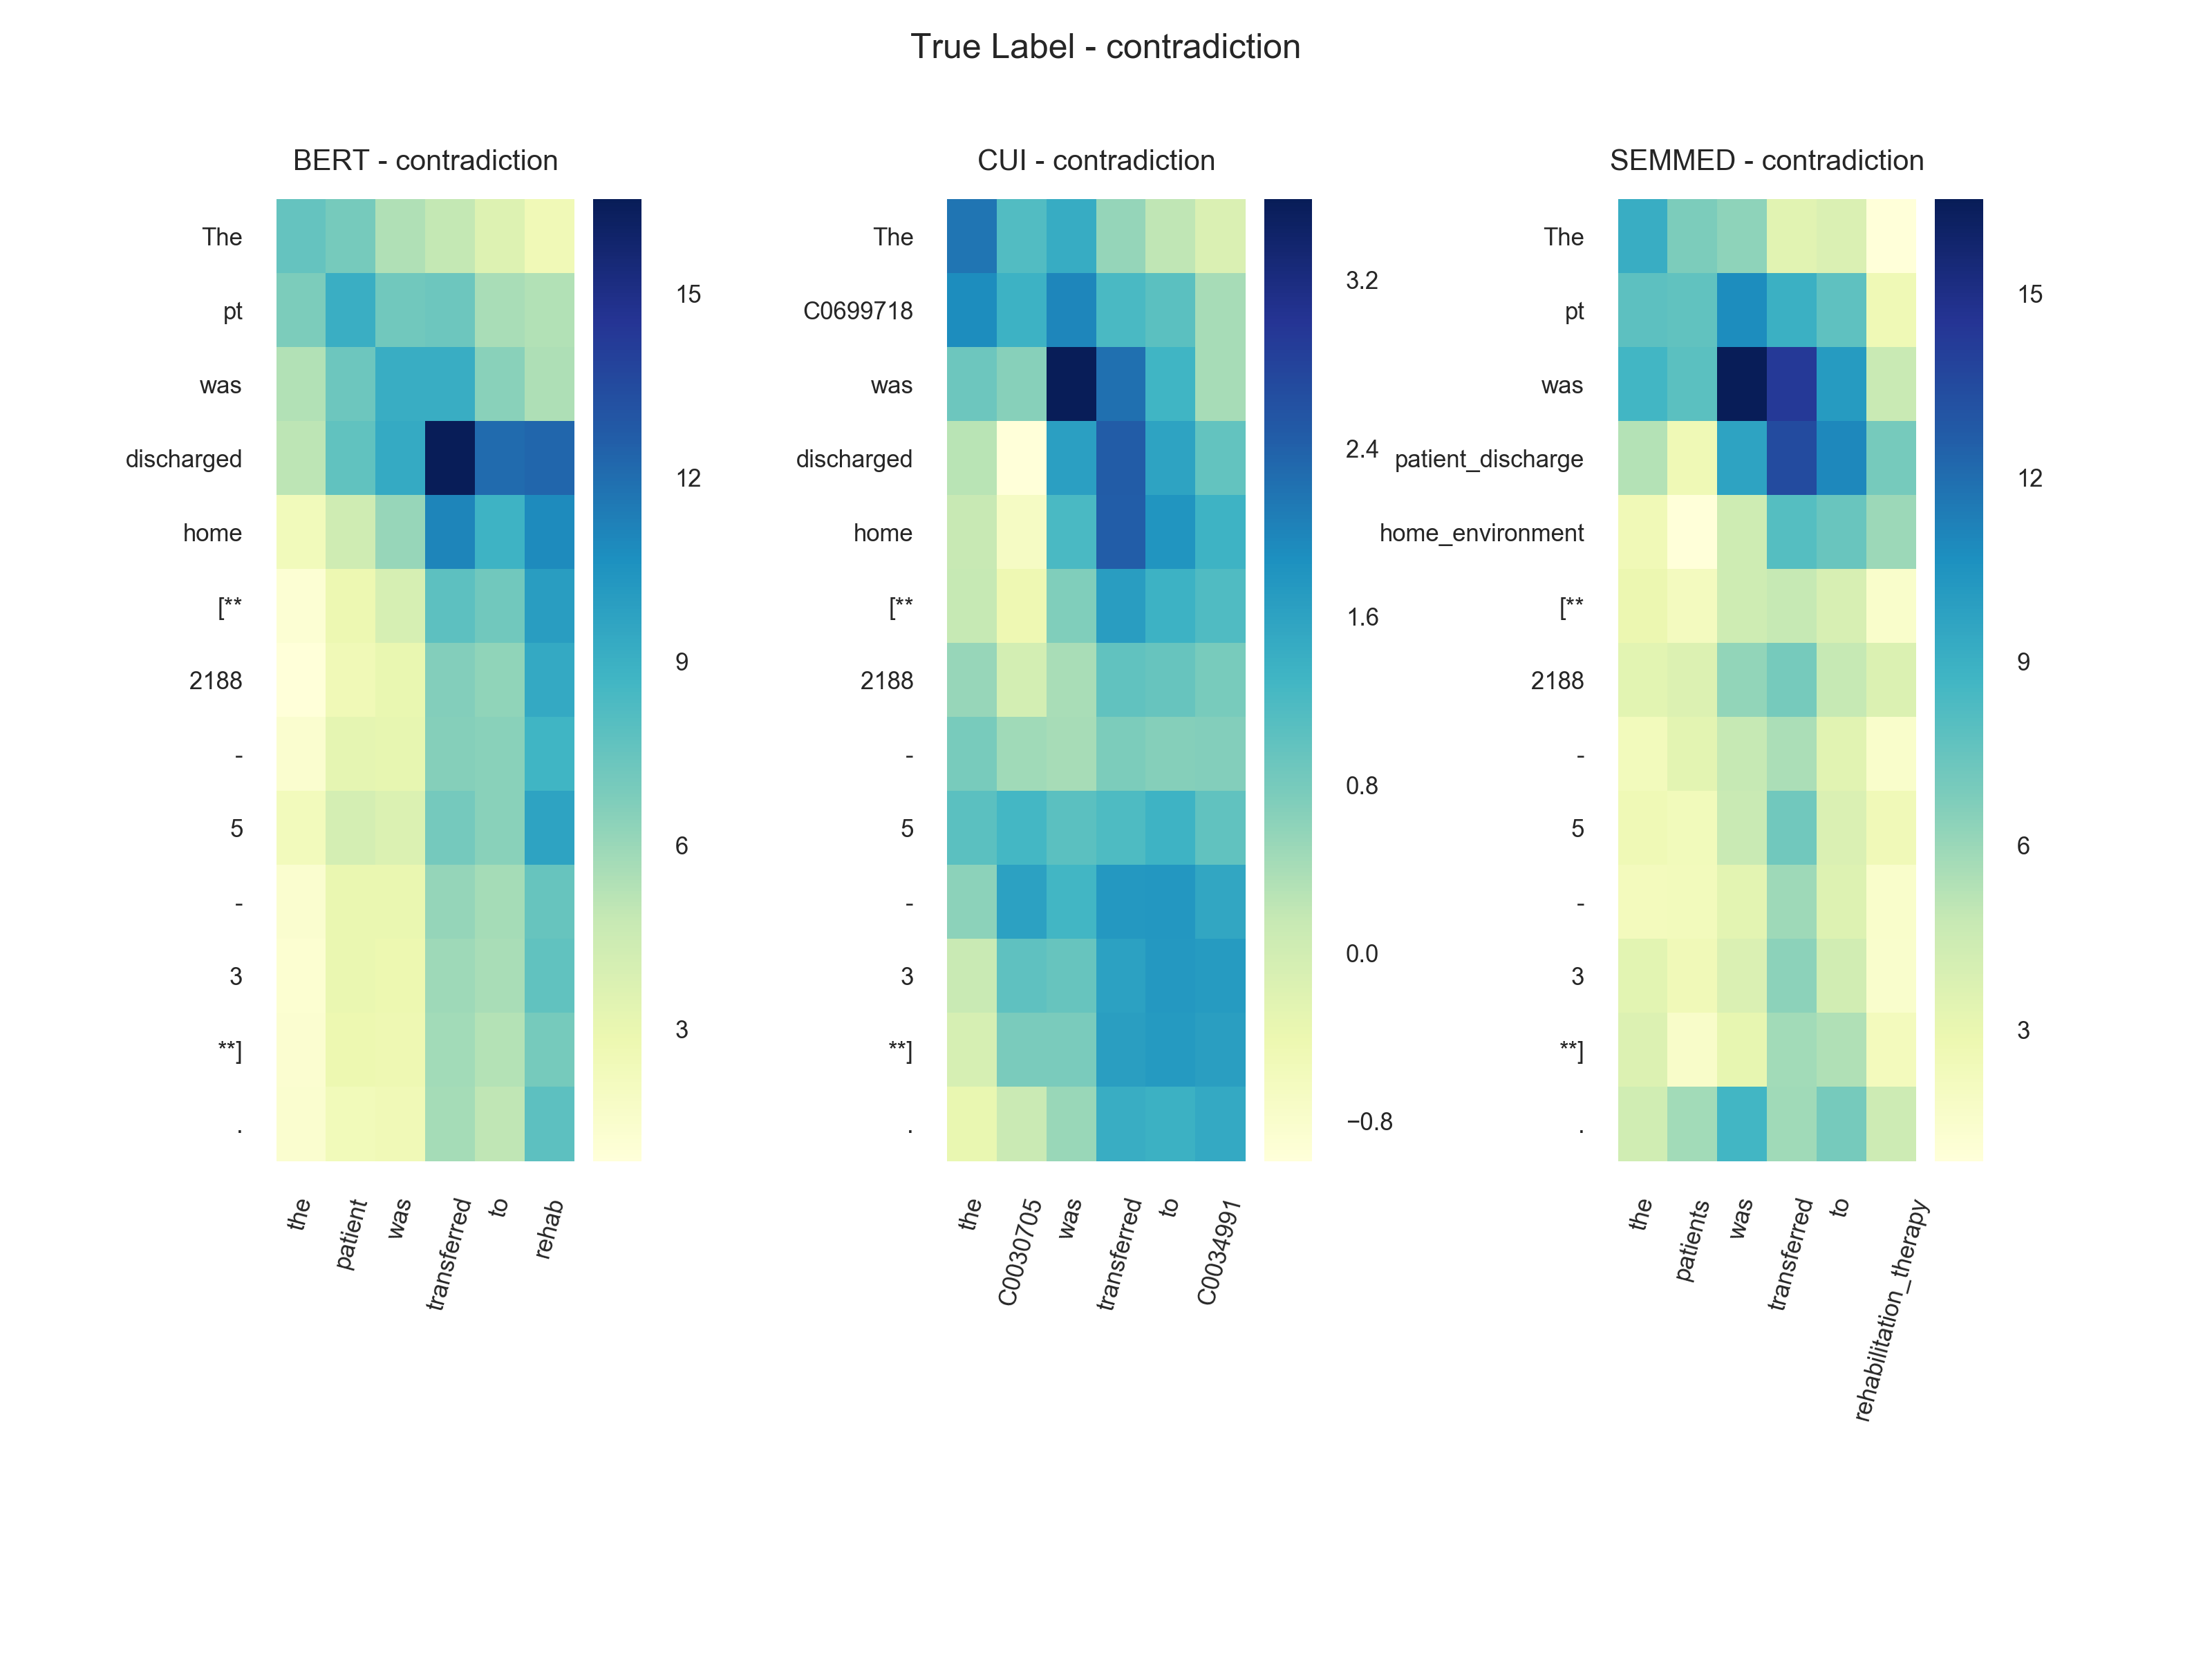 True Label - contradiction
BERT - contradiction
The
pt
was
discharged
home
[**
2188
-
5
-
3
**]
.
the
patient
was
transferred
to
rehab
15
12
9
6
3
CUI - contradiction
The
C0699718
was
discharged
home
[**
2188
-
5
-
3
**]
.
the
C0030705
was
transferred
to
C0034991
3.2
2.4
1.6
0.8
0.0
−0.8
SEMMED - contradiction
The
pt
was
patient_discharge
home_environment
[**
2188
-
5
-
3
**]
.
the
patients
was
transferred
to
rehabilitation_therapy
15
12
9
6
3